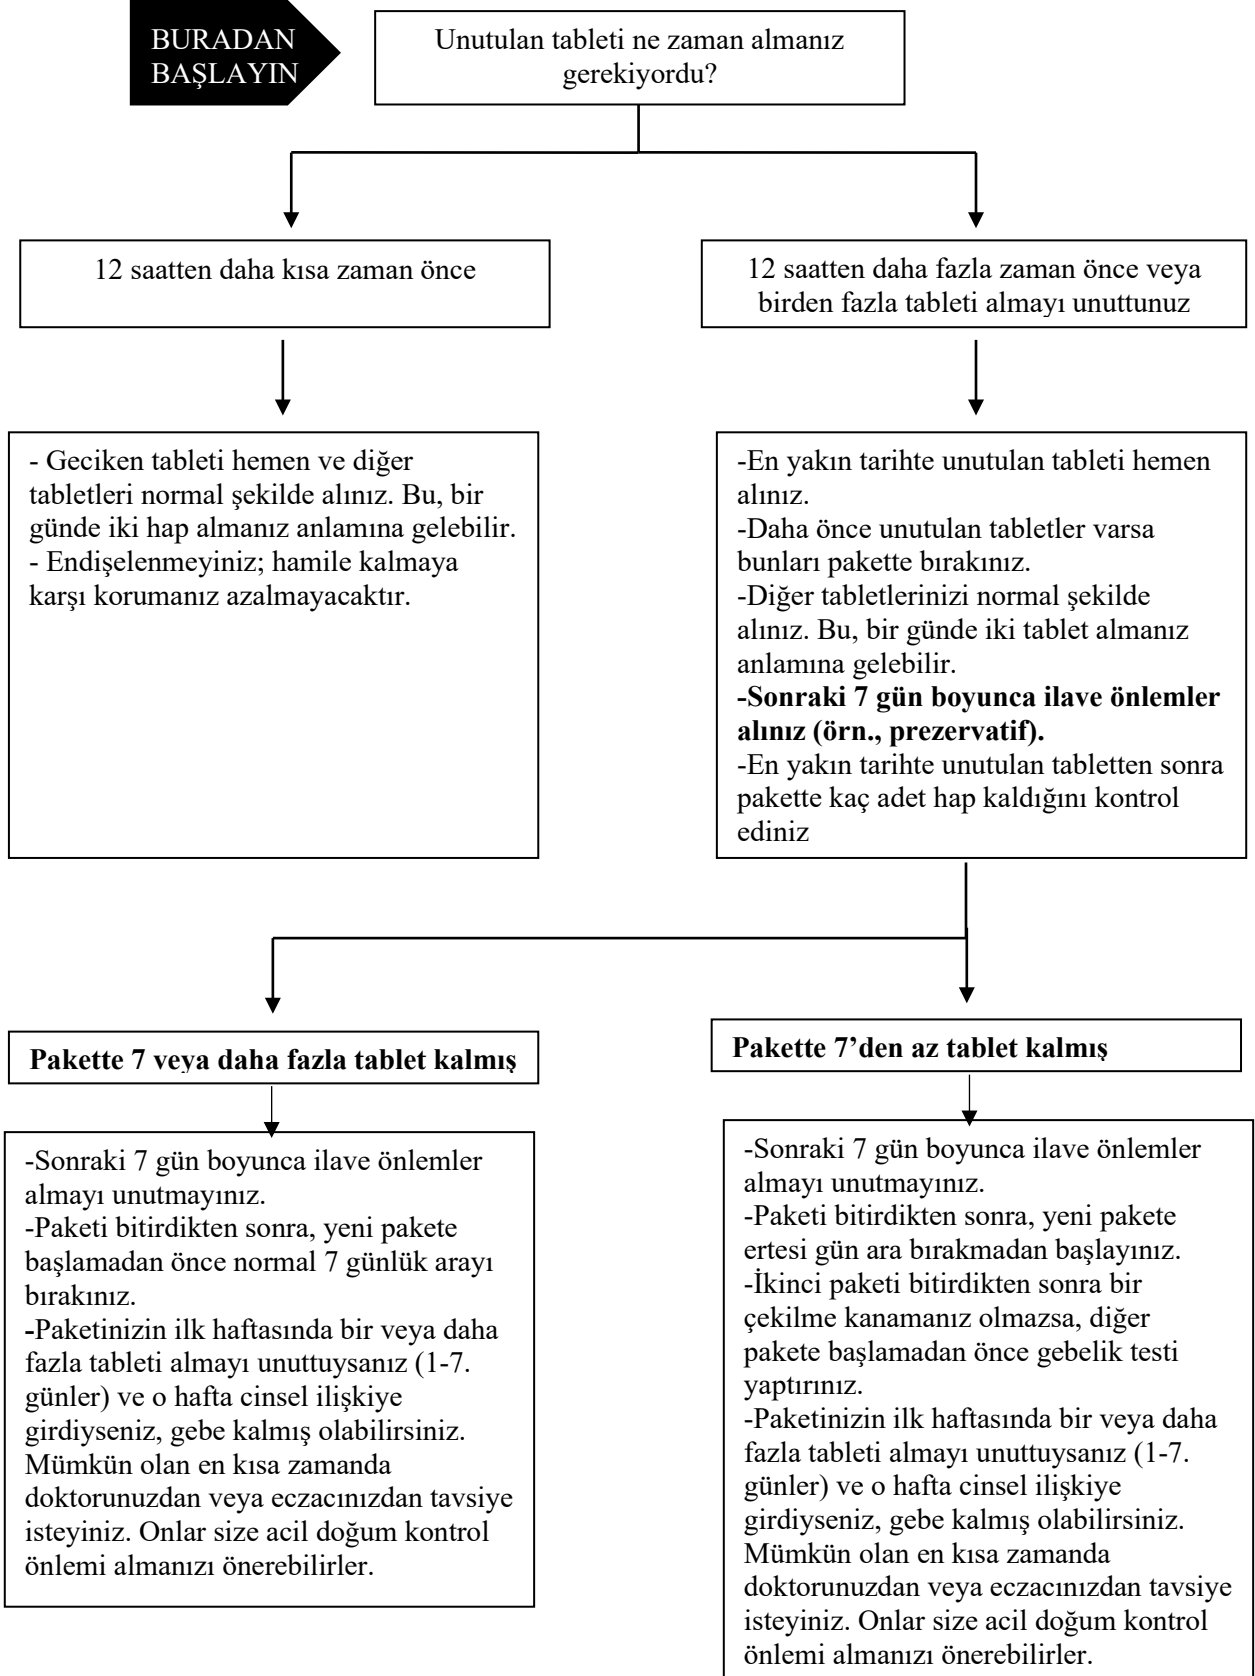 BURADAN
BAŞLAYIN
Unutulan tableti ne zaman almanız
gerekiyordu?
12 saatten daha kısa zaman önce
12 saatten daha fazla zaman önce veya
birden fazla tableti almayı unuttunuz
- Geciken tableti hemen ve diğer
tabletleri normal şekilde alınız. Bu, bir
günde iki hap almanız anlamına gelebilir.
- Endişelenmeyiniz; hamile kalmaya
karşı korumanız azalmayacaktır.
-En yakın tarihte unutulan tableti hemen
alınız.
-Daha önce unutulan tabletler varsa
bunları pakette bırakınız.
-Diğer tabletlerinizi normal şekilde
alınız. Bu, bir günde iki tablet almanız
anlamına gelebilir.
-Sonraki 7 gün boyunca ilave önlemler
alınız (örn., prezervatif).
-En yakın tarihte unutulan tabletten sonra
pakette kaç adet hap kaldığını kontrol
ediniz
Pakette 7 veya daha fazla tablet kalmış
Pakette 7’den az tablet kalmış
-Sonraki 7 gün boyunca ilave önlemler
almayı unutmayınız.
-Paketi bitirdikten sonra, yeni pakete
başlamadan önce normal 7 günlük arayı
bırakınız.
-Paketinizin ilk haftasında bir veya daha
fazla tableti almayı unuttuysanız (1-7.
günler) ve o hafta cinsel ilişkiye
girdiyseniz, gebe kalmış olabilirsiniz.
Mümkün olan en kısa zamanda
doktorunuzdan veya eczacınızdan tavsiye
isteyiniz. Onlar size acil doğum kontrol
önlemi almanızı önerebilirler.
-Sonraki 7 gün boyunca ilave önlemler
almayı unutmayınız.
-Paketi bitirdikten sonra, yeni pakete
ertesi gün ara bırakmadan başlayınız.
-İkinci paketi bitirdikten sonra bir
çekilme kanamanız olmazsa, diğer
pakete başlamadan önce gebelik testi
yaptırınız.
-Paketinizin ilk haftasında bir veya daha
fazla tableti almayı unuttuysanız (1-7.
günler) ve o hafta cinsel ilişkiye
girdiyseniz, gebe kalmış olabilirsiniz.
Mümkün olan en kısa zamanda
doktorunuzdan veya eczacınızdan tavsiye
isteyiniz. Onlar size acil doğum kontrol
önlemi almanızı önerebilirler.